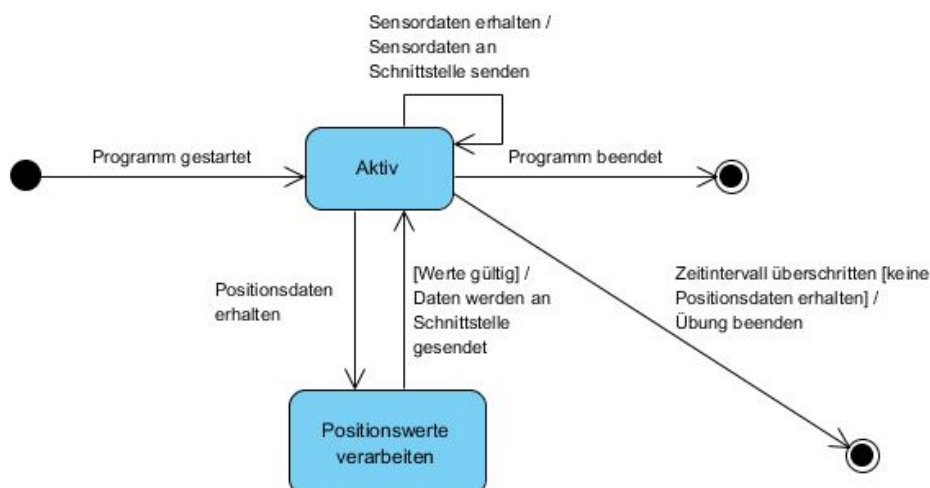 Sensordaten erhalten /
Sensordaten an
Schnittstelle senden
Programm gestartet
Aktiv
Programm beendet
Positionsdaten
erhalten
[Werte gültig] /
Daten werden an
Schnittstelle
gesendet
Zeitintervall überschritten [keine
Positionsdaten erhalten] /
Übung beenden
Positionswerte
verarbeiten